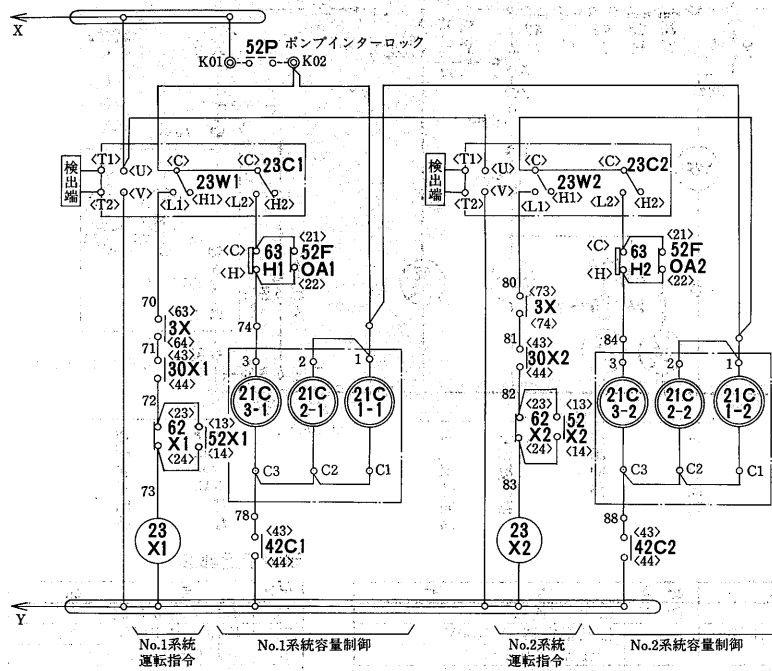 X
52P ポンプインターロック
K01 K02
検出端
<T1> <U> <C> <C> 23C1
23W1
<T2> <V> <L1> <H1> <L2> <H2>
検出端
<T1> <U> <C> <C> 23C2
23W2
<T2> <V> <L1> <H1> <L2> <H2>
<C> 63 H1 <H>
<21> 52F OA1 <22>
70
<63>
3X
<64>
71
<43>
30X1
<44>
72
<23>
62
X1
<24>
<13>
52X1
<14>
73
23
X1
74
3 2 1
21C
3-1
21C
2-1
21C
1-1
C3 C2 C1
78
<43>
42C1
<44>
<C> 63 H2 <H>
<21> 52F OA2 <22>
80
<73>
3X
<74>
81
<43>
30X2
<44>
82
<23>
62
X2
<24>
<13>
52
X2
<14>
83
23
X2
84
3 2 1
21C
3-2
21C
2-2
21C
1-2
C3 C2 C1
88
<43>
42C2
<44>
Y
No.1系統
運転指令
No.1系統容量制御
No.2系統
運転指令
No.2系統容量制御